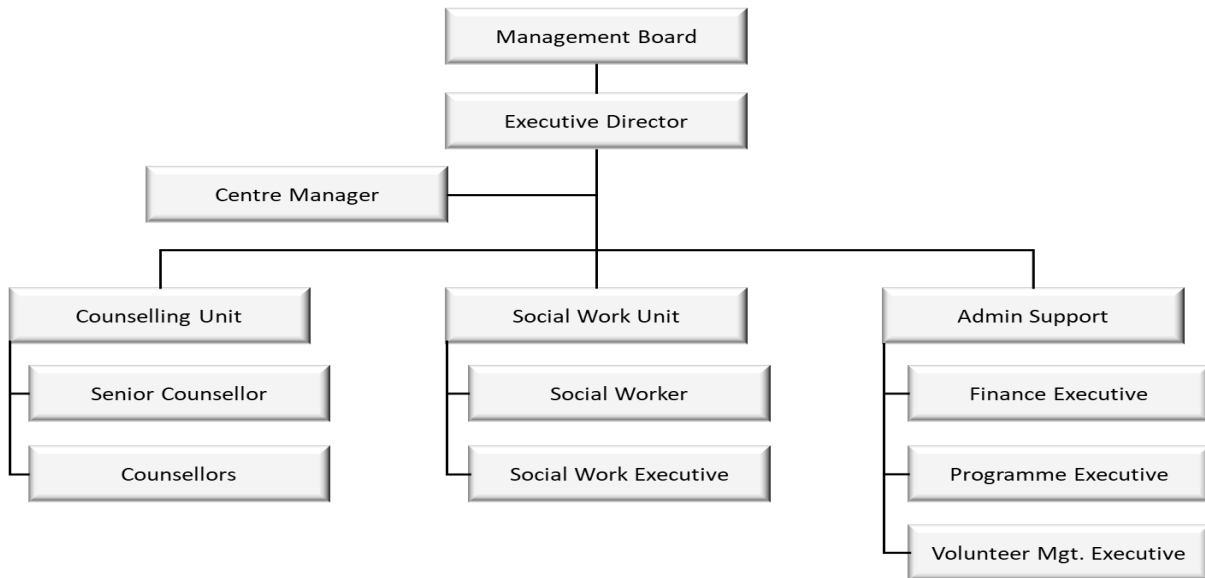 Management Board
Executive Director
Centre Manager
Counselling Unit
Social Work Unit
Admin Support
Senior Counsellor
Social Worker
Finance Executive
Counsellors
Social Work Executive
Programme Executive
Volunteer Mgt. Executive